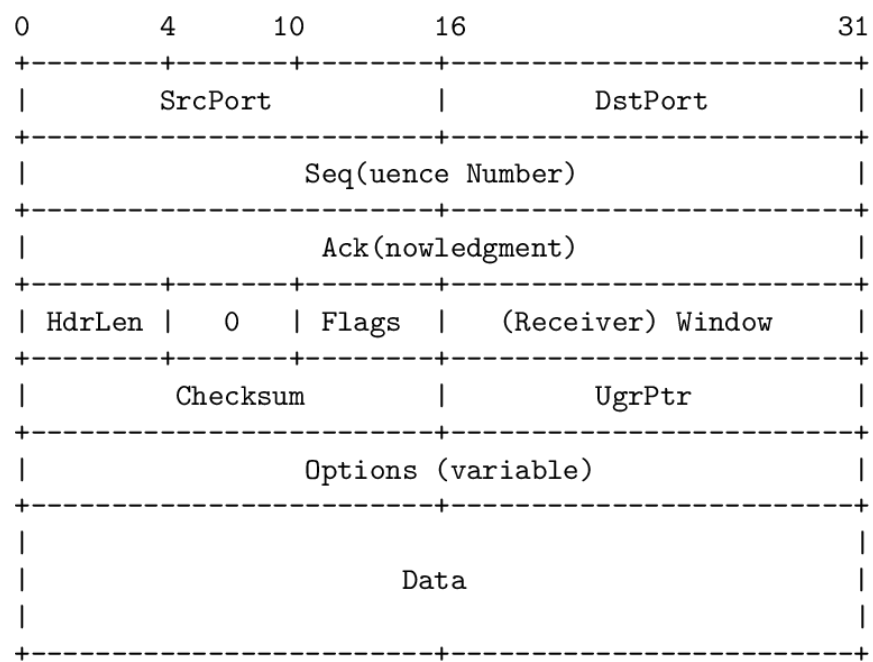 0 4 10 16 31
+--------+-------+--------+--------------------------+
| SrcPort | DstPort |
+--------------------------+--------------------------+
| Seq(uence Number) |
+--------------------------+--------------------------+
| Ack(nowledgment) |
+--------+-------+--------+--------------------------+
| HdrLen | 0 | Flags | (Receiver) Window |
+--------+-------+--------+--------------------------+
| Checksum | UgrPtr |
+--------------------------+--------------------------+
| Options (variable) |
+--------------------------+--------------------------+
| |
| Data |
| |
+--------------------------+--------------------------+